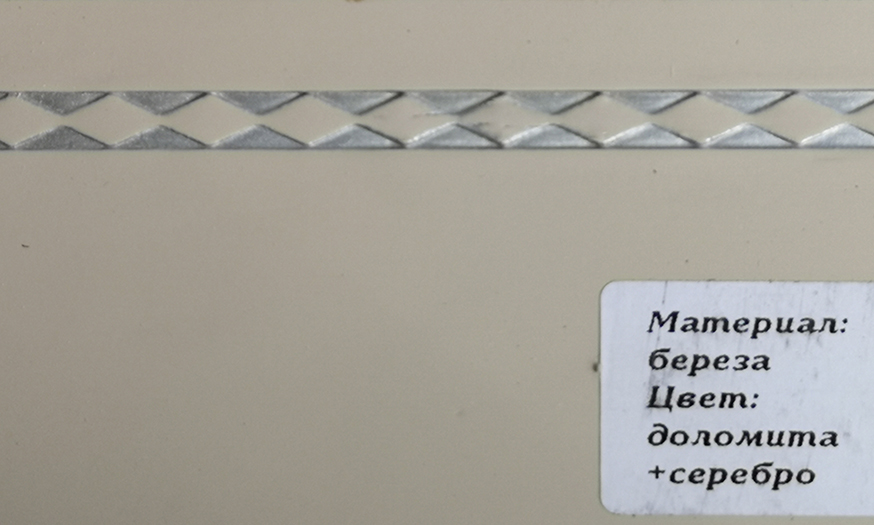 Материал:
береза
Цвет:
доломита
+серебро